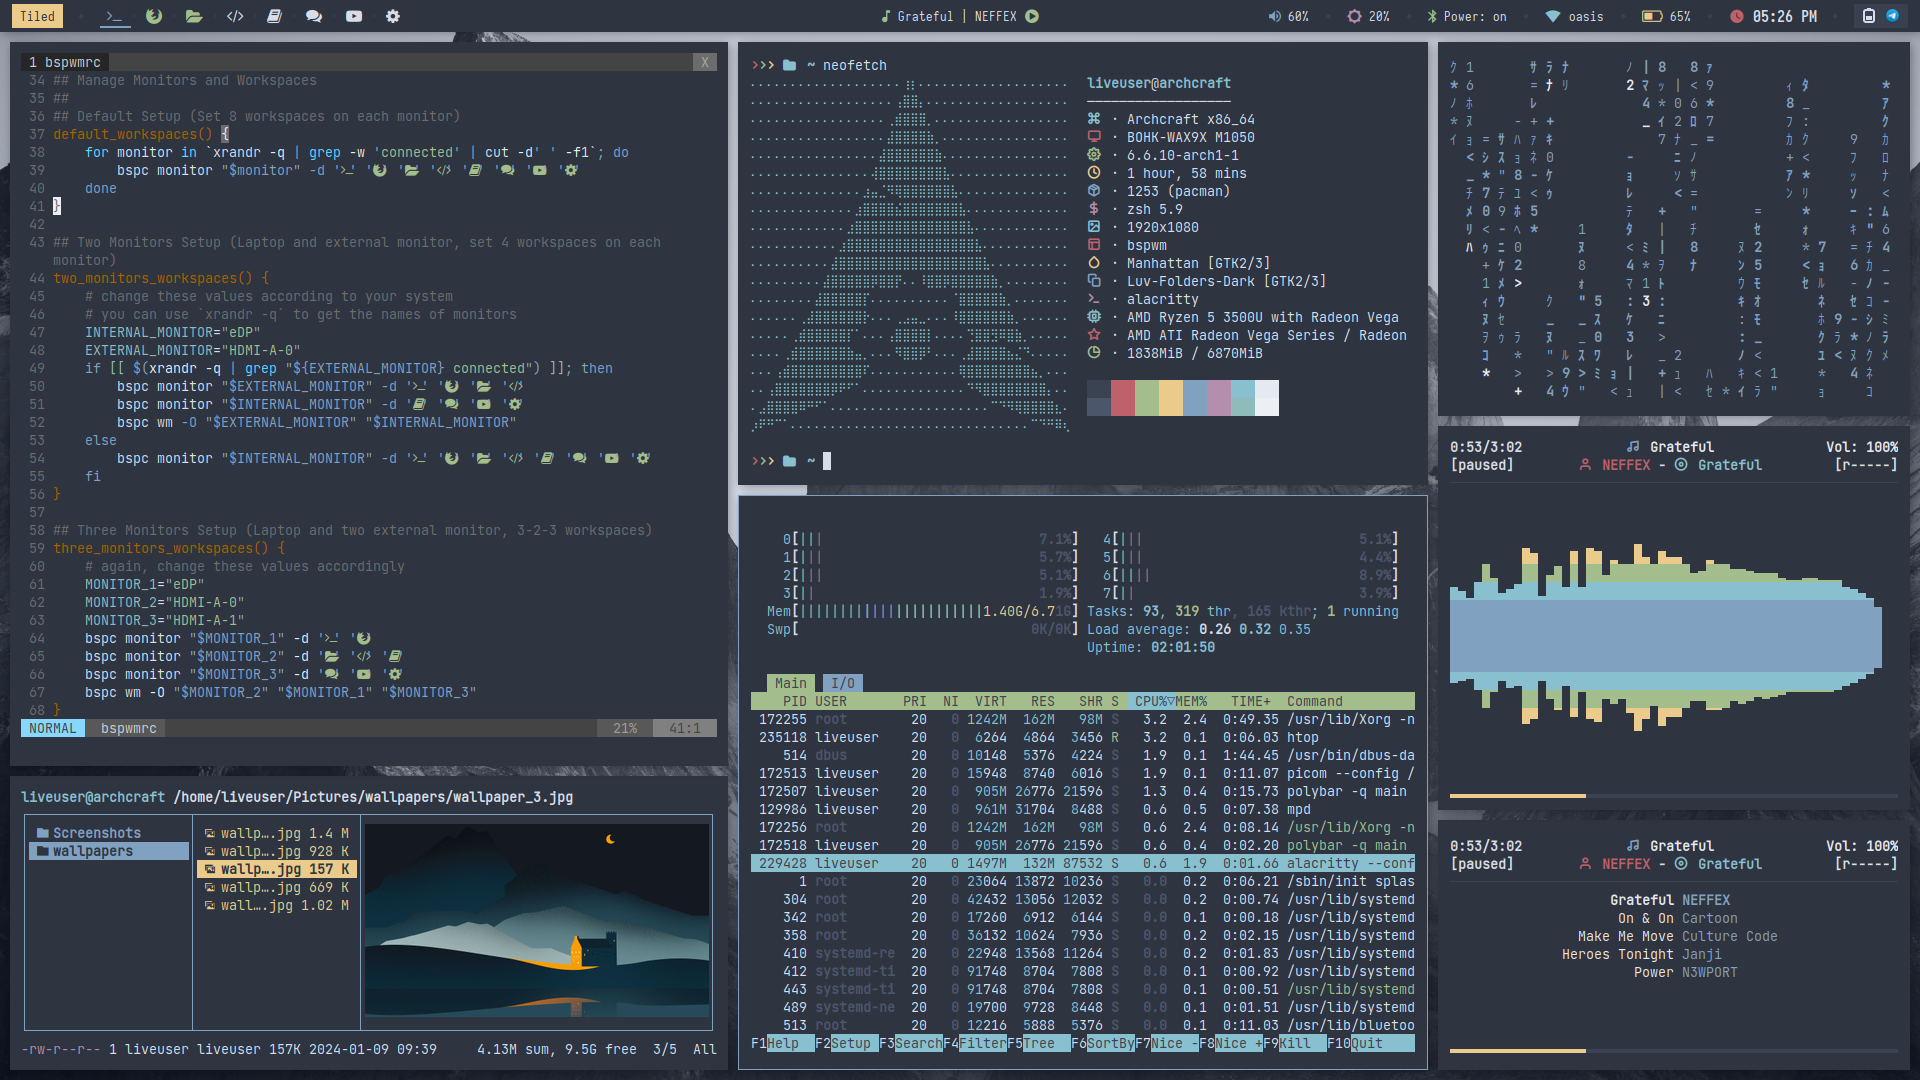 Tiled
Grateful | NEFFEX
60%
20%
Power: on
oasis
65%
05:26 PM
1 bspwmrc X
34 ## Manage Monitors and Workspaces
35 ##
36 ## Default Setup (Set 8 workspaces on each monitor)
37 default_workspaces() {
38 for monitor in `xrandr -q | grep -w 'connected' | cut -d' ' -f1`; do
39 bspc monitor "$monitor" -d
40 done
41 }
42
43 ## Two Monitors Setup (Laptop and external monitor, set 4 workspaces on each
monitor)
44 two_monitors_workspaces() {
45 # change these values according to your system
46 # you can use `xrandr -q` to get the names of monitors
47 INTERNAL_MONITOR="eDP"
48 EXTERNAL_MONITOR="HDMI-A-0"
49 if [[ $(xrandr -q | grep "${EXTERNAL_MONITOR} connected") ]]; then
50 bspc monitor "$EXTERNAL_MONITOR" -d
51 bspc monitor "$INTERNAL_MONITOR" -d
52 bspc wm -O "$EXTERNAL_MONITOR" "$INTERNAL_MONITOR"
53 else
54 bspc monitor "$INTERNAL_MONITOR" -d
55 fi
56 }
57
58 ## Three Monitors Setup (Laptop and two external monitor, 3-2-3 workspaces)
59 three_monitors_workspaces() {
60 # again, change these values accordingly
61 MONITOR_1="eDP"
62 MONITOR_2="HDMI-A-0"
63 MONITOR_3="HDMI-A-1"
64 bspc monitor "$MONITOR_1" -d
65 bspc monitor "$MONITOR_2" -d
66 bspc monitor "$MONITOR_3" -d
67 bspc wm -O "$MONITOR_2" "$MONITOR_1" "$MONITOR_3"
68 }
NORMAL bspwmrc 21% 41:1
liveuser@archcraft /home/liveuser/Pictures/wallpapers/wallpaper_3.jpg
Screenshots
wallpapers
wallp….jpg 1.4 M
wallp….jpg 928 K
wallp….jpg 157 K
wallp….jpg 669 K
wall….jpg 1.02 M
-rw-r--r-- 1 liveuser liveuser 157K 2024-01-09 09:39 4.13M sum, 9.5G free 3/5 All
>>> ~ neofetch
liveuser@archcraft
· Archcraft x86_64
· BOHK-WAX9X M1050
· 6.6.10-arch1-1
· 1 hour, 58 mins
· 1253 (pacman)
· zsh 5.9
· 1920x1080
· bspwm
· Manhattan [GTK2/3]
· Luv-Folders-Dark [GTK2/3]
· alacritty
· AMD Ryzen 5 3500U with Radeon Vega
· AMD ATI Radeon Vega Series / Radeon
· 1838MiB / 6870MiB
>>> ~
0[||| 7.1%] 4[||| 5.1%]
1[||| 5.7%] 5[||| 4.4%]
2[||| 5.1%] 6[|||| 8.9%]
3[|| 1.9%] 7[|| 3.9%]
Mem[|||||||||||||||||||||||1.40G/6.71G] Tasks: 93, 319 thr, 165 kthr; 1 running
Swp[ 0K/0K] Load average: 0.26 0.32 0.35
Uptime: 02:01:50
Main I/O
PID USER PRI NI VIRT RES SHR S CPU%▽MEM% TIME+ Command
172255 root 20 0 1242M 162M 98M S 3.2 2.4 0:49.35 /usr/lib/Xorg -n
235118 liveuser 20 0 6264 4864 3456 R 3.2 0.1 0:06.03 htop
514 dbus 20 0 10148 5376 4224 S 1.9 0.1 1:44.45 /usr/bin/dbus-da
172513 liveuser 20 0 15948 8740 6016 S 1.9 0.1 0:11.07 picom --config /
172507 liveuser 20 0 905M 26776 21596 S 1.3 0.4 0:15.73 polybar -q main
129986 liveuser 20 0 961M 31704 8488 S 0.6 0.5 0:07.38 mpd
172256 root 20 0 1242M 162M 98M S 0.6 2.4 0:08.14 /usr/lib/Xorg -n
172518 liveuser 20 0 905M 26776 21596 S 0.6 0.4 0:02.20 polybar -q main
229428 liveuser 20 0 1497M 132M 87532 S 0.6 1.9 0:01.66 alacritty --conf
1 root 20 0 23064 13872 10236 S 0.0 0.2 0:06.21 /sbin/init splas
304 root 20 0 42432 13056 12032 S 0.0 0.2 0:00.74 /usr/lib/systemd
342 root 20 0 17260 6912 6144 S 0.0 0.1 0:00.18 /usr/lib/systemd
358 root 20 0 36132 10624 7936 S 0.0 0.2 0:02.15 /usr/lib/systemd
410 systemd-re 20 0 22948 13568 11264 S 0.0 0.2 0:01.83 /usr/lib/systemd
412 systemd-ti 20 0 91748 8704 7808 S 0.0 0.1 0:00.92 /usr/lib/systemd
443 systemd-ti 20 0 91748 8704 7808 S 0.0 0.1 0:00.51 /usr/lib/systemd
489 systemd-ne 20 0 19700 9728 8448 S 0.0 0.1 0:01.51 /usr/lib/systemd
513 root 20 0 12216 5888 5376 S 0.0 0.1 0:11.03 /usr/lib/bluetoo
F1Help F2Setup F3SearchF4FilterF5Tree F6SortByF7Nice -F8Nice +F9Kill F10Quit
0:53/3:02 Grateful Vol: 100%
[paused] NEFFEX - Grateful [r-----]
0:53/3:02 Grateful Vol: 100%
[paused] NEFFEX - Grateful [r-----]
Grateful NEFFEX
On & On Cartoon
Make Me Move Culture Code
Heroes Tonight Janji
Power N3WPORT